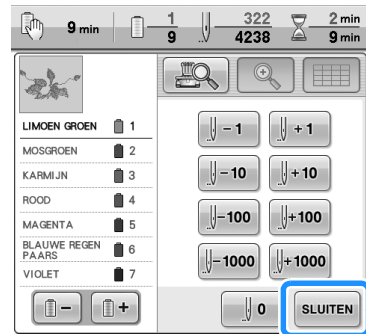 9 min
1
9
322
4238
2 min
9 min
LIMOEN GROEN 1
MOSGROEN 2
KARMIJN 3
ROOD 4
MAGENTA 5
BLAUWE REGEN
PAARS 6
VIOLET 7
-1
+1
-10
+10
-100
+100
-1000
+1000
-
+
0
SLUITEN